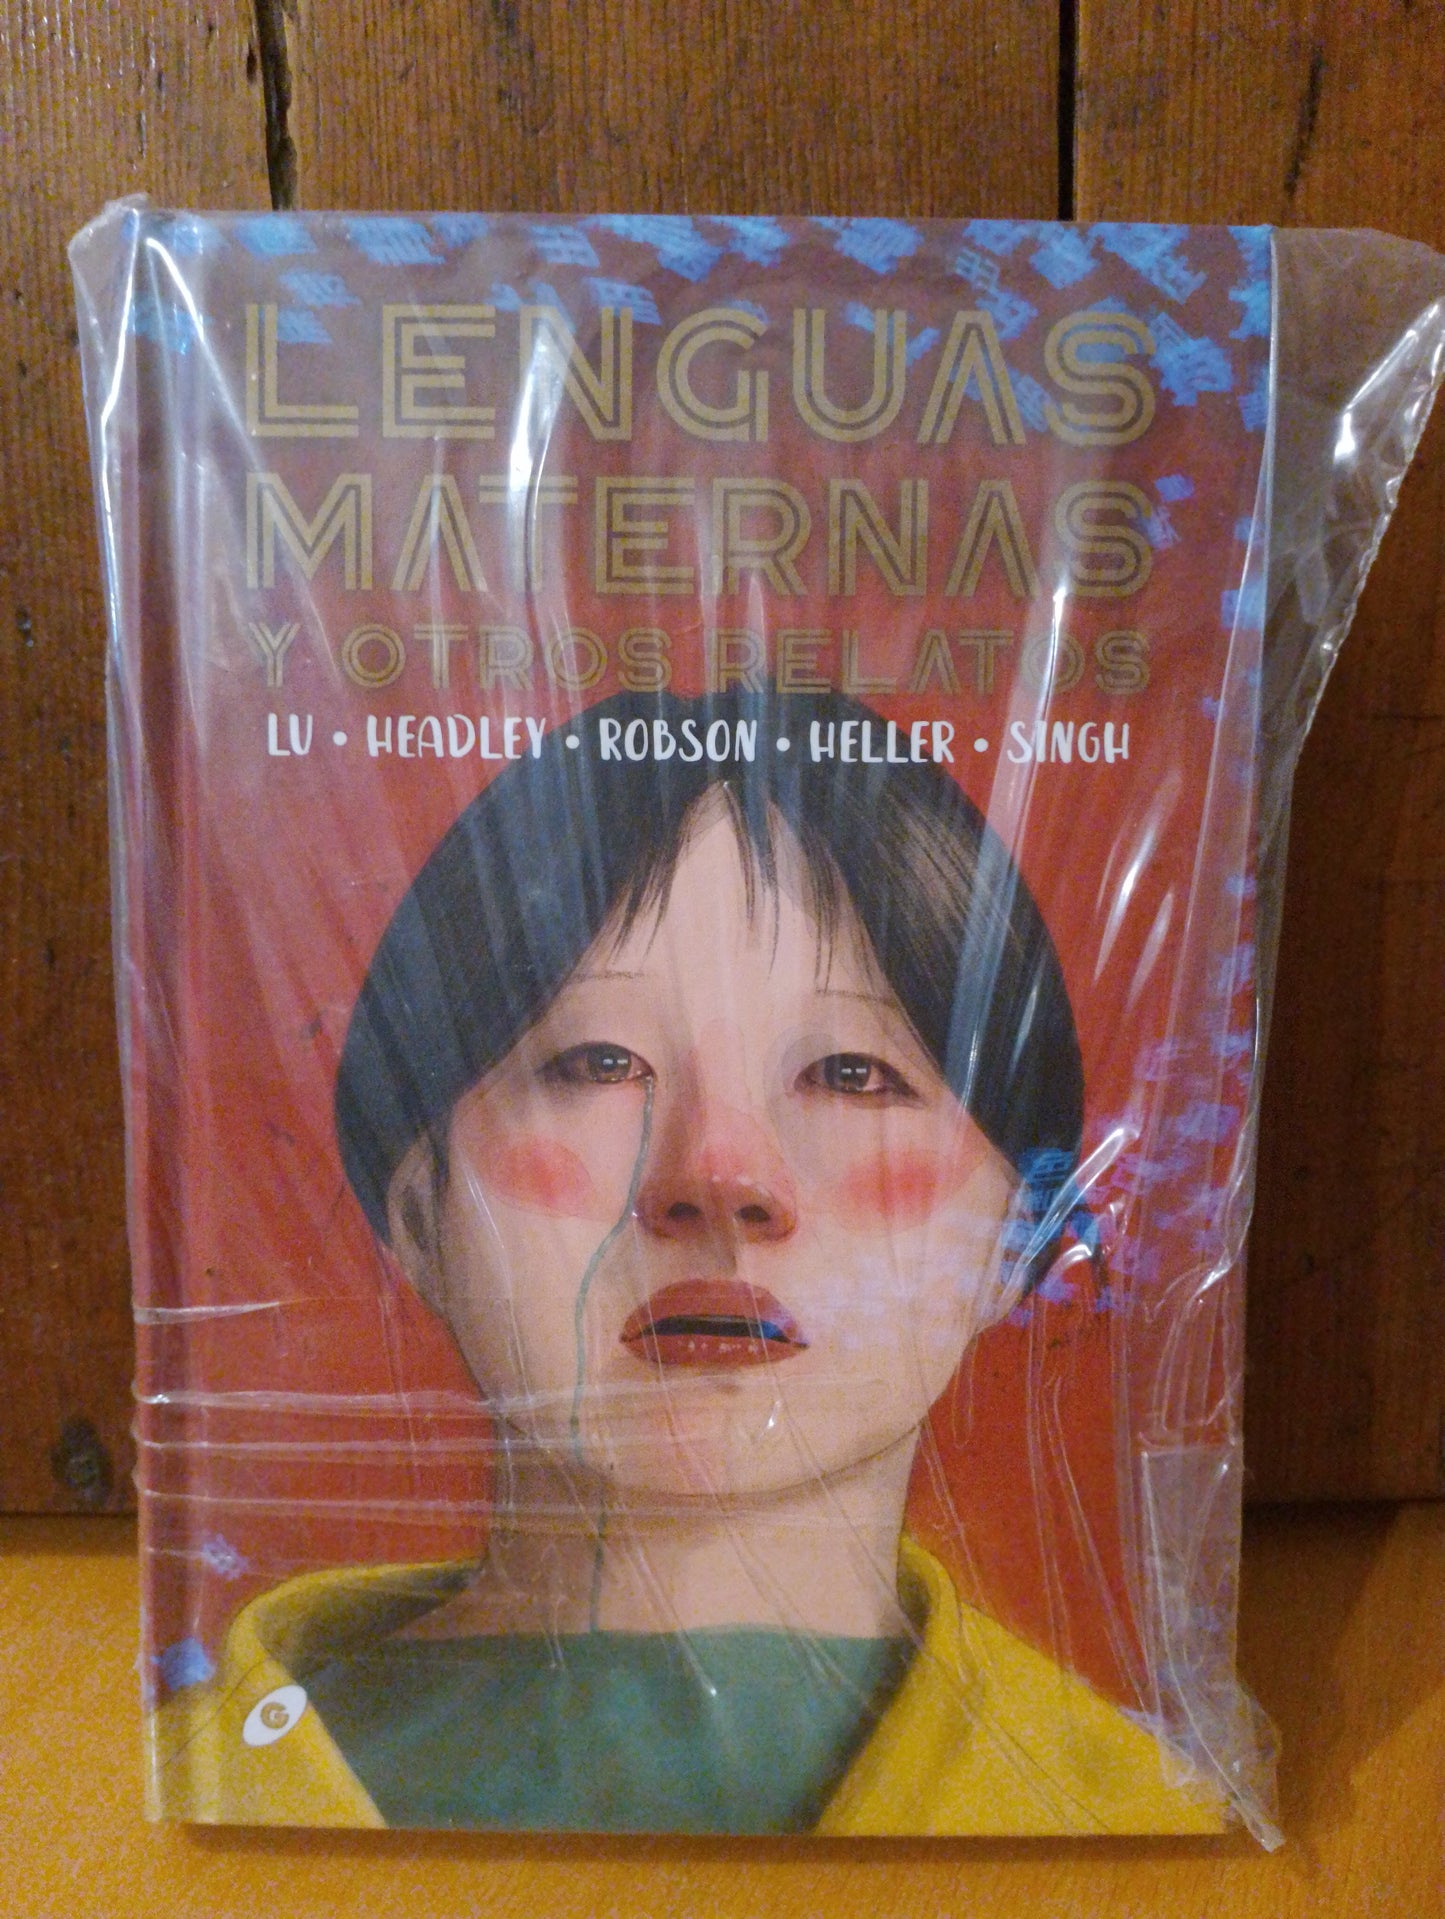 LENGUAS
MATERNAS
Y OTROS RELATOS
LU • HEADLEY • ROBSON • HELLER • SINGH
G